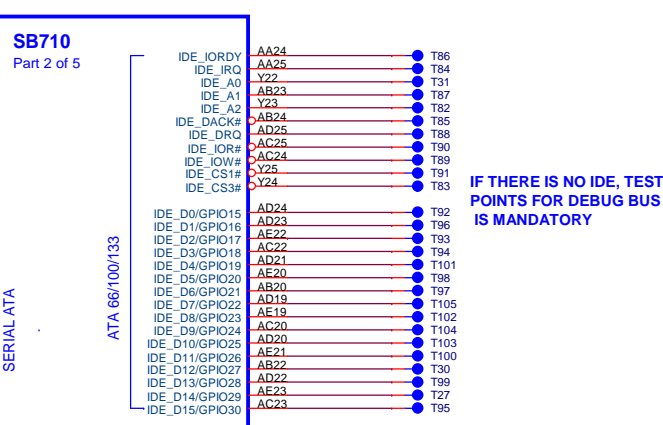 SB710
Part 2 of 5
SERIAL ATA
ATA 66/100/133
IDE_IORDY AA24 T86
IDE_IRQ AA25 T84
IDE_A0 Y22 T31
IDE_A1 AB23 T87
IDE_A2 Y23 T82
IDE_DACK# AB24 T85
IDE_DRQ AD25 T88
IDE_IOR# AC25 T90
IDE_IOW# AC24 T89
IDE_CS1# Y25 T91
IDE_CS3# Y24 T83
IDE_D0/GPIO15 AD24 T92
IDE_D1/GPIO16 AD23 T96
IDE_D2/GPIO17 AE22 T93
IDE_D3/GPIO18 AC22 T94
IDE_D4/GPIO19 AD21 T101
IDE_D5/GPIO20 AE20 T98
IDE_D6/GPIO21 AB20 T97
IDE_D7/GPIO22 AD19 T105
IDE_D8/GPIO23 AE19 T102
IDE_D9/GPIO24 AC20 T104
IDE_D10/GPIO25 AD20 T103
IDE_D11/GPIO26 AE21 T100
IDE_D12/GPIO27 AB22 T30
IDE_D13/GPIO28 AD22 T99
IDE_D14/GPIO29 AE23 T27
IDE_D15/GPIO30 AC23 T95
IF THERE IS NO IDE, TEST
POINTS FOR DEBUG BUS
IS MANDATORY